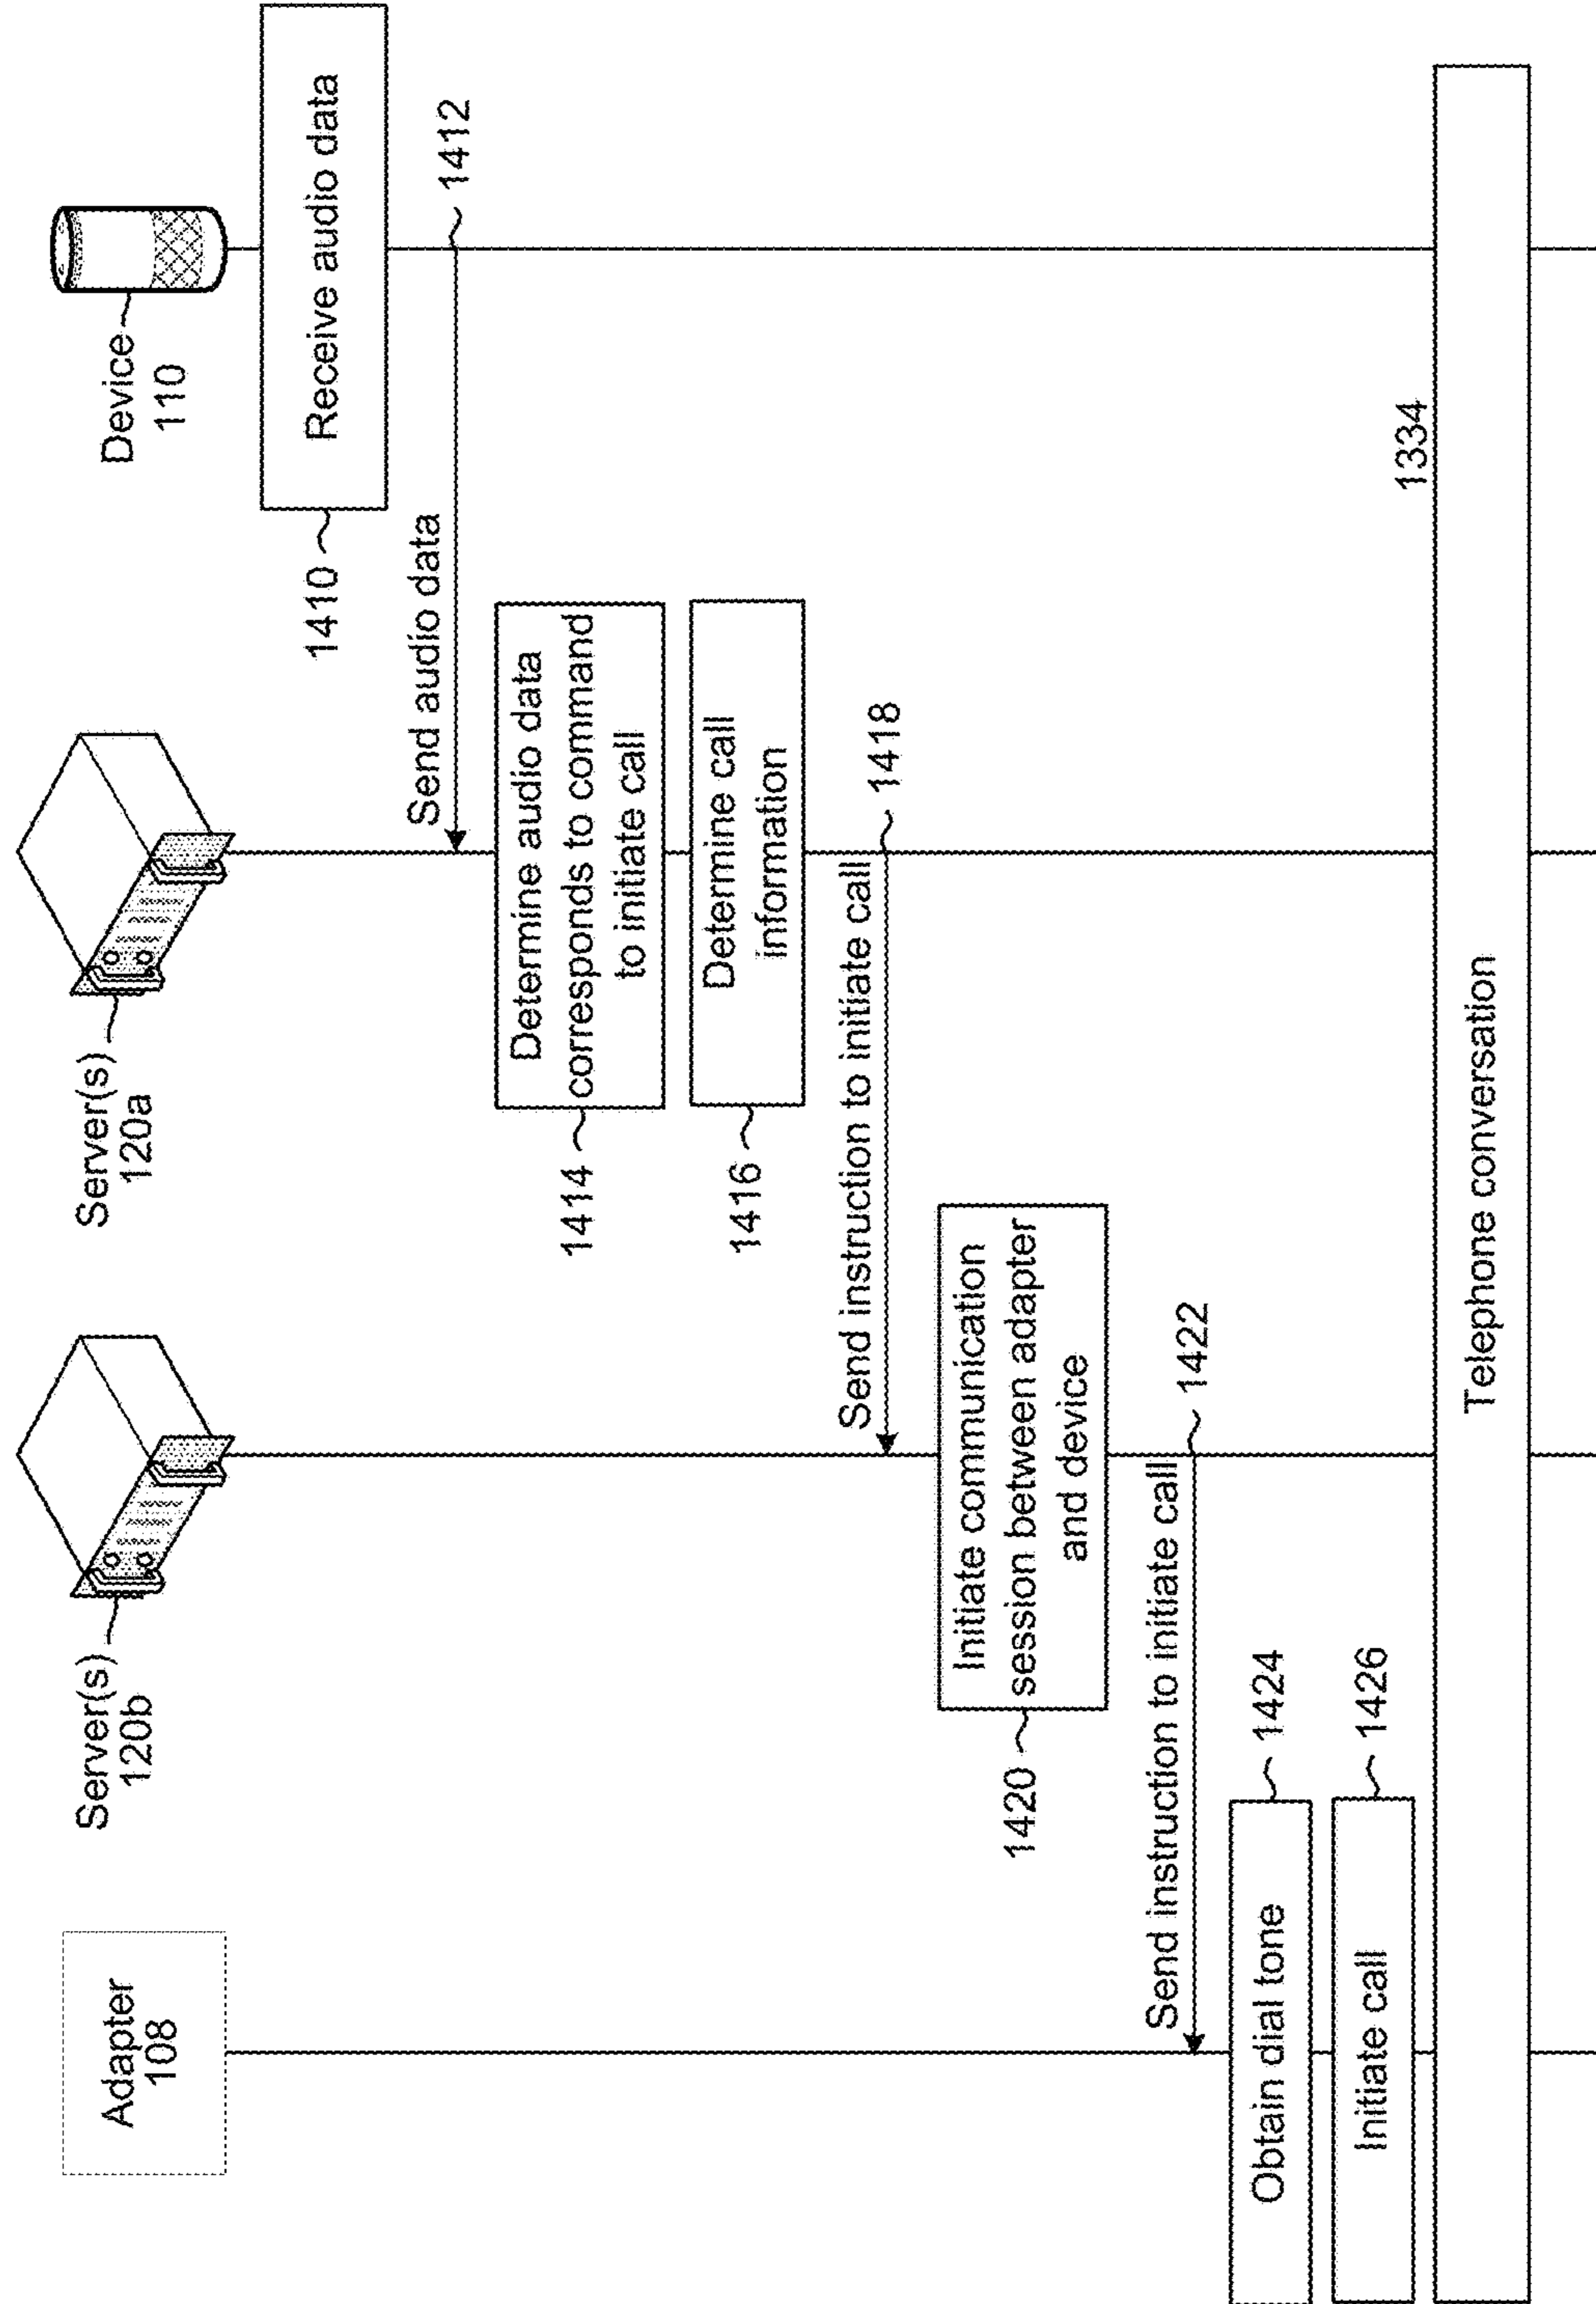 Adapter
108
Server(s)
120b
Server(s)
120a
Device
110
Receive audio data
1410
Send audio data
1412
Determine audio data
corresponds to command
to initiate call
1414
Determine call
information
1416
Send instruction to initiate call
1418
Initiate communication
session between adapter
and device
1420
Send instruction to initiate call
1422
Obtain dial tone
1424
Initiate call
1426
1334
Telephone conversation